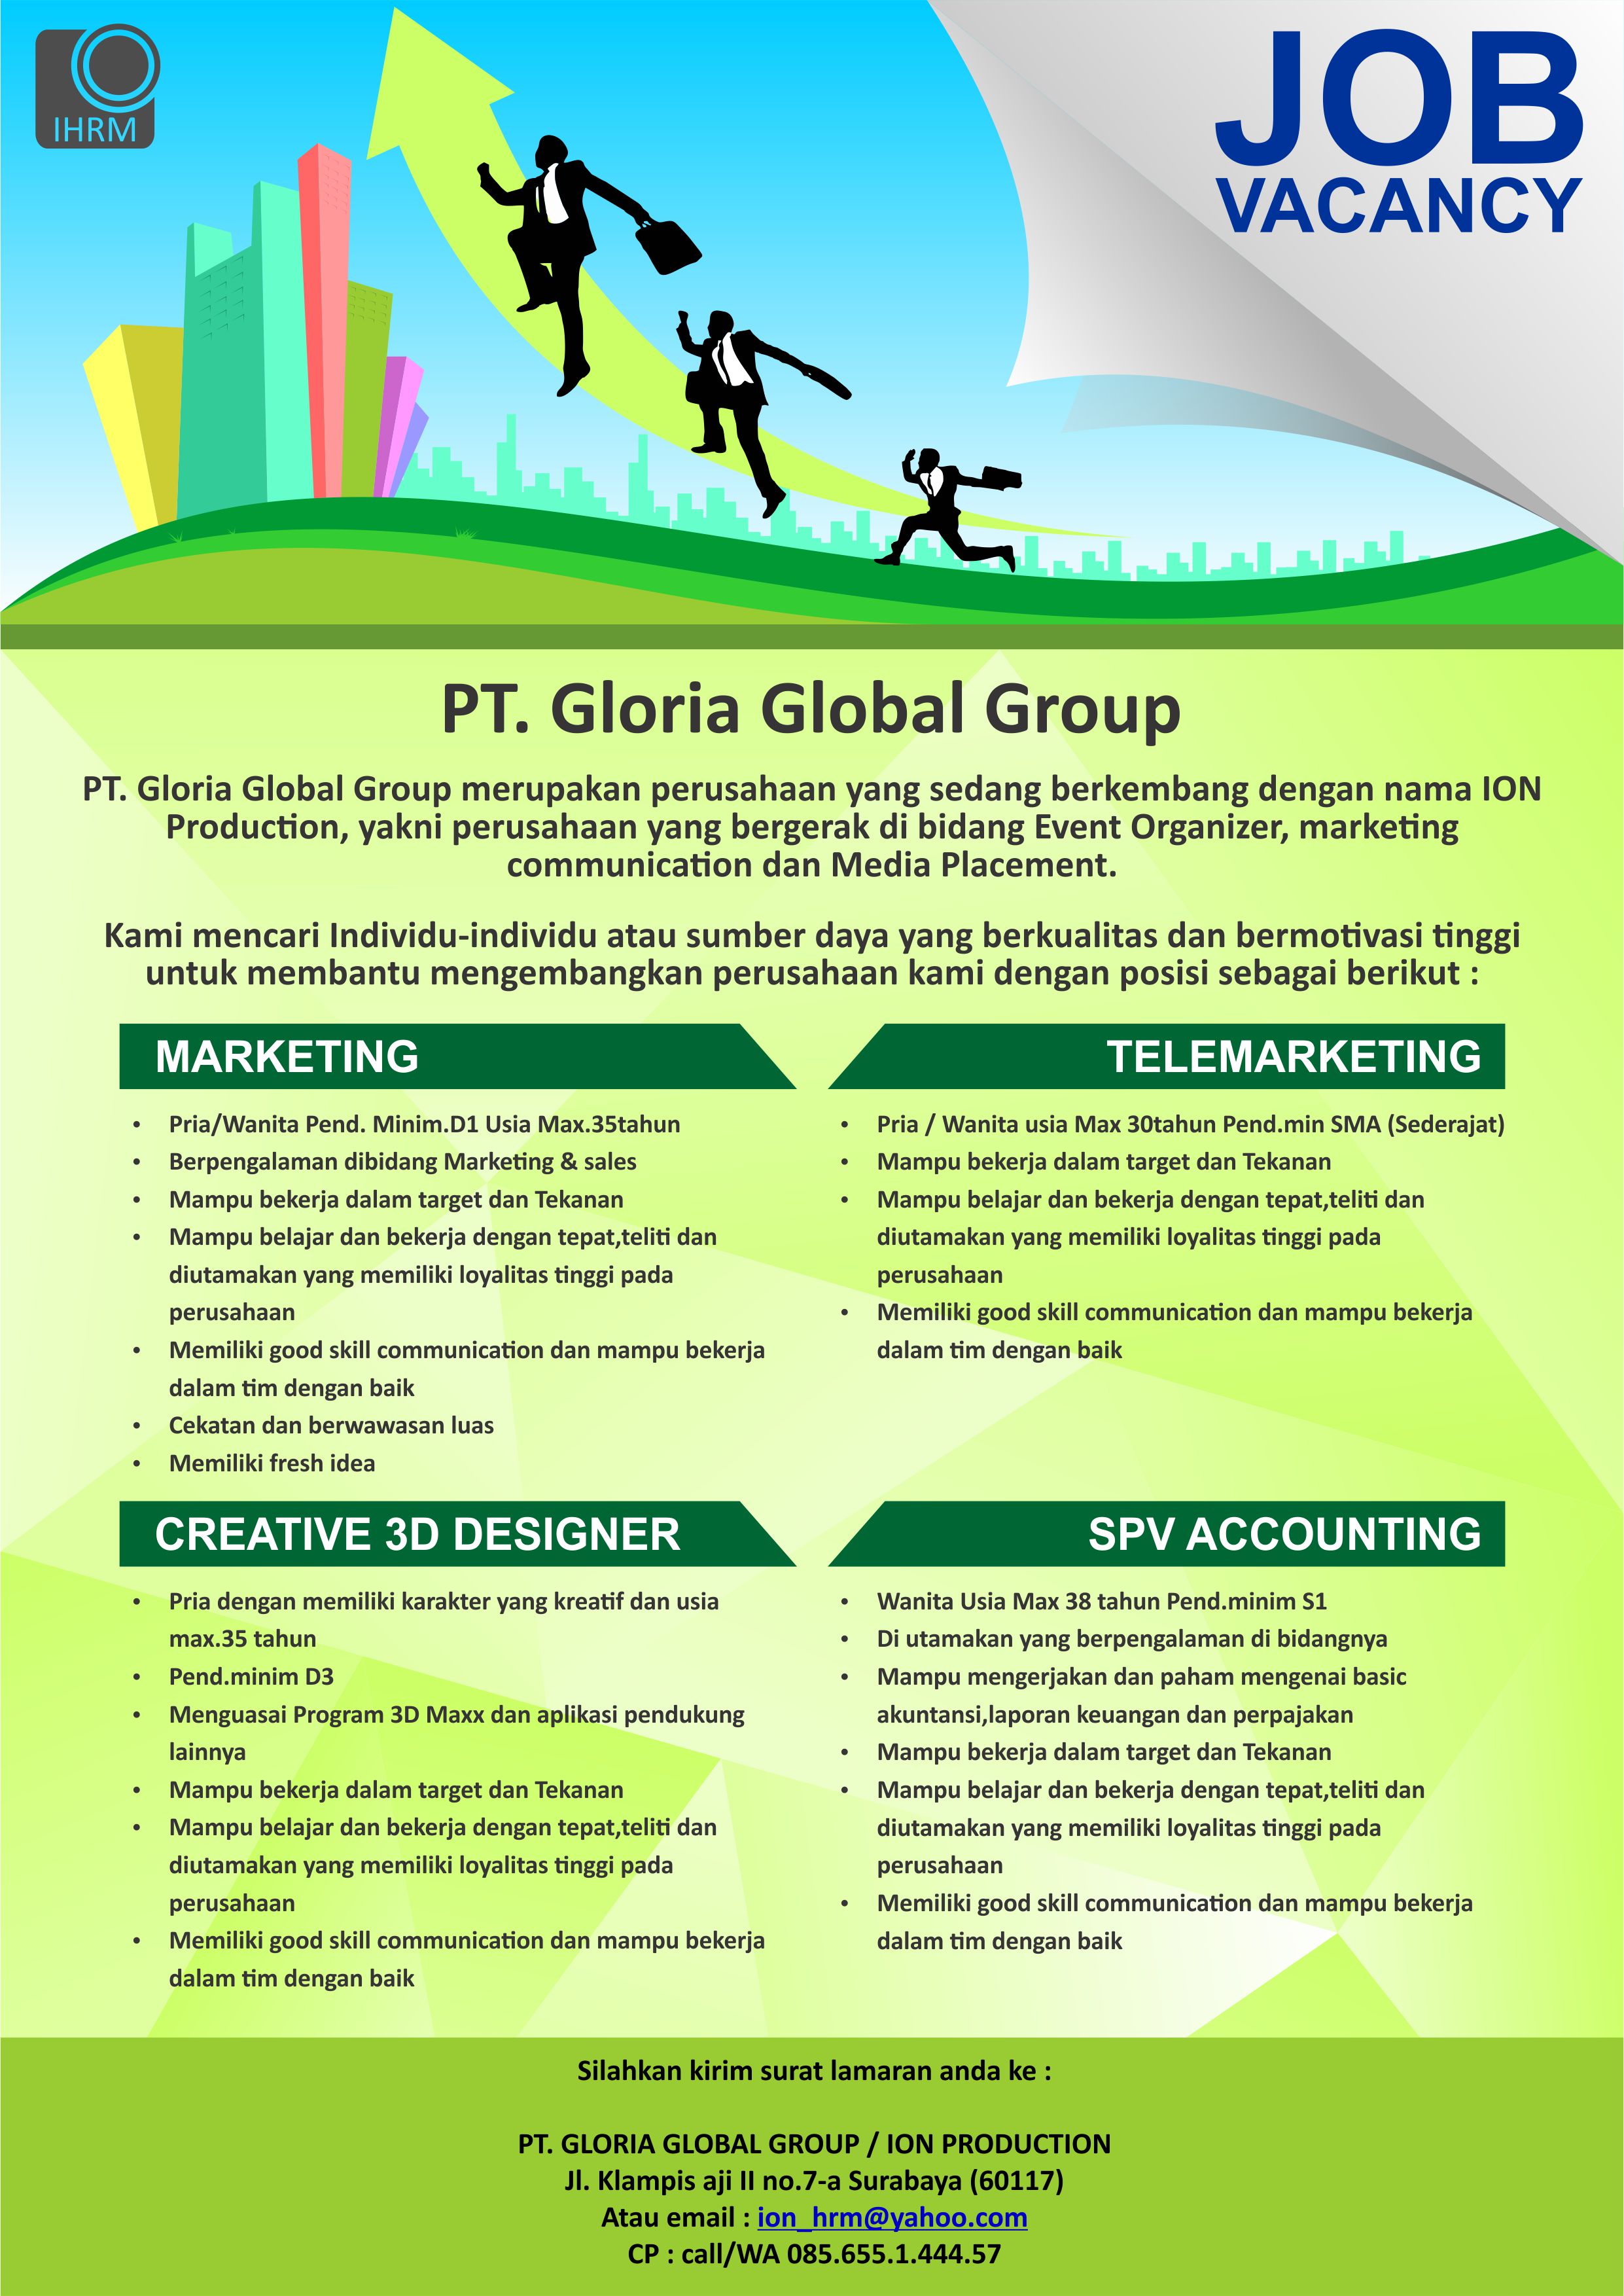 IHRM
JOB
VACANCY
PT. Gloria Global Group
PT. Gloria Global Group merupakan perusahaan yang sedang berkembang dengan nama ION
Production, yakni perusahaan yang bergerak di bidang Event Organizer, marketing
communication dan Media Placement.
Kami mencari Individu-individu atau sumber daya yang berkualitas dan bermotivasi tinggi
untuk membantu mengembangkan perusahaan kami dengan posisi sebagai berikut :
MARKETING
• Pria/Wanita Pend. Minim.D1 Usia Max.35tahun
• Berpengalaman dibidang Marketing & sales
• Mampu bekerja dalam target dan Tekanan
• Mampu belajar dan bekerja dengan tepat,teliti dan
diutamakan yang memiliki loyalitas tinggi pada
perusahaan
• Memiliki good skill communication dan mampu bekerja
dalam tim dengan baik
• Cekatan dan berwawasan luas
• Memiliki fresh idea
TELEMARKETING
• Pria / Wanita usia Max 30tahun Pend.min SMA (Sederajat)
• Mampu bekerja dalam target dan Tekanan
• Mampu belajar dan bekerja dengan tepat,teliti dan
diutamakan yang memiliki loyalitas tinggi pada
perusahaan
• Memiliki good skill communication dan mampu bekerja
dalam tim dengan baik
CREATIVE 3D DESIGNER
• Pria dengan memiliki karakter yang kreatif dan usia
max.35 tahun
• Pend.minim D3
• Menguasai Program 3D Maxx dan aplikasi pendukung
lainnya
• Mampu bekerja dalam target dan Tekanan
• Mampu belajar dan bekerja dengan tepat,teliti dan
diutamakan yang memiliki loyalitas tinggi pada
perusahaan
• Memiliki good skill communication dan mampu bekerja
dalam tim dengan baik
SPV ACCOUNTING
• Wanita Usia Max 38 tahun Pend.minim S1
• Di utamakan yang berpengalaman di bidangnya
• Mampu mengerjakan dan paham mengenai basic
akuntansi,laporan keuangan dan perpajakan
• Mampu bekerja dalam target dan Tekanan
• Mampu belajar dan bekerja dengan tepat,teliti dan
diutamakan yang memiliki loyalitas tinggi pada
perusahaan
• Memiliki good skill communication dan mampu bekerja
dalam tim dengan baik
Silahkan kirim surat lamaran anda ke :
PT. GLORIA GLOBAL GROUP / ION PRODUCTION
Jl. Klampis aji II no.7-a Surabaya (60117)
Atau email : ion_hrm@yahoo.com
CP : call/WA 085.655.1.444.57